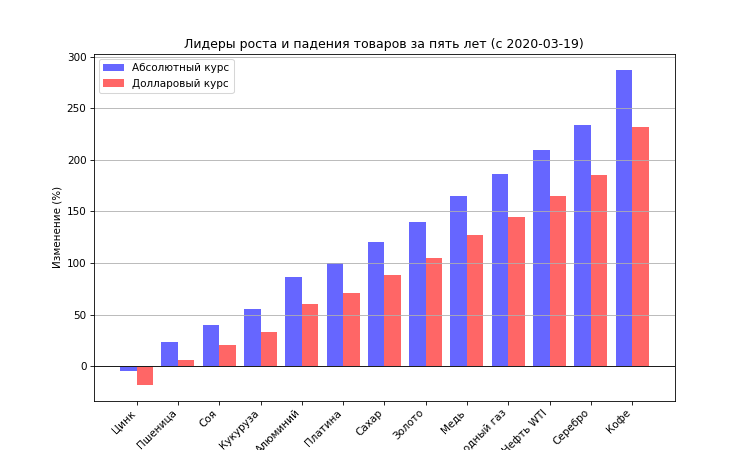 Лидеры роста и падения товаров за пять лет (с 2020-03-19)
Абсолютный курс
Долларовый курс
Изменение (%)
300
250
200
150
100
50
0
Цинк
Пшеница
Соя
Кукуруза
Алюминий
Платина
Сахар
Золото
Медь
газ
Нефть WTI
Серебро
Кофе